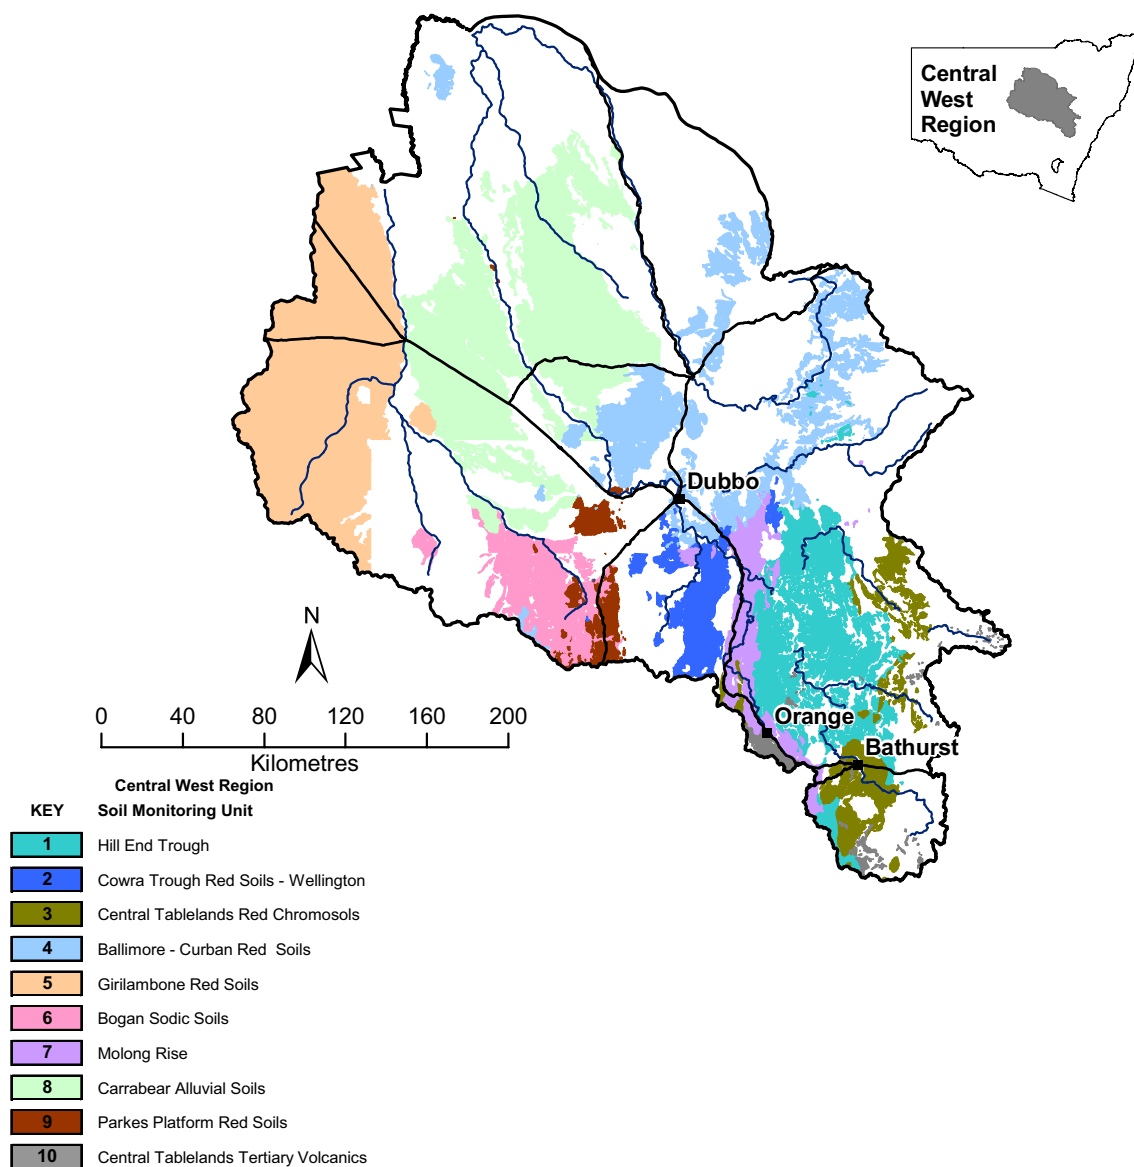 Central
West
Region
Dubbo
N
Orange
Bathurst
0 40 80 120 160 200
Kilometres
Central West Region
KEY Soil Monitoring Unit
1 Hill End Trough
2 Cowra Trough Red Soils - Wellington
3 Central Tablelands Red Chromosols
4 Ballimore - Curban Red Soils
5 Girilambone Red Soils
6 Bogan Sodic Soils
7 Molong Rise
8 Carrabear Alluvial Soils
9 Parkes Platform Red Soils
10 Central Tablelands Tertiary Volcanics